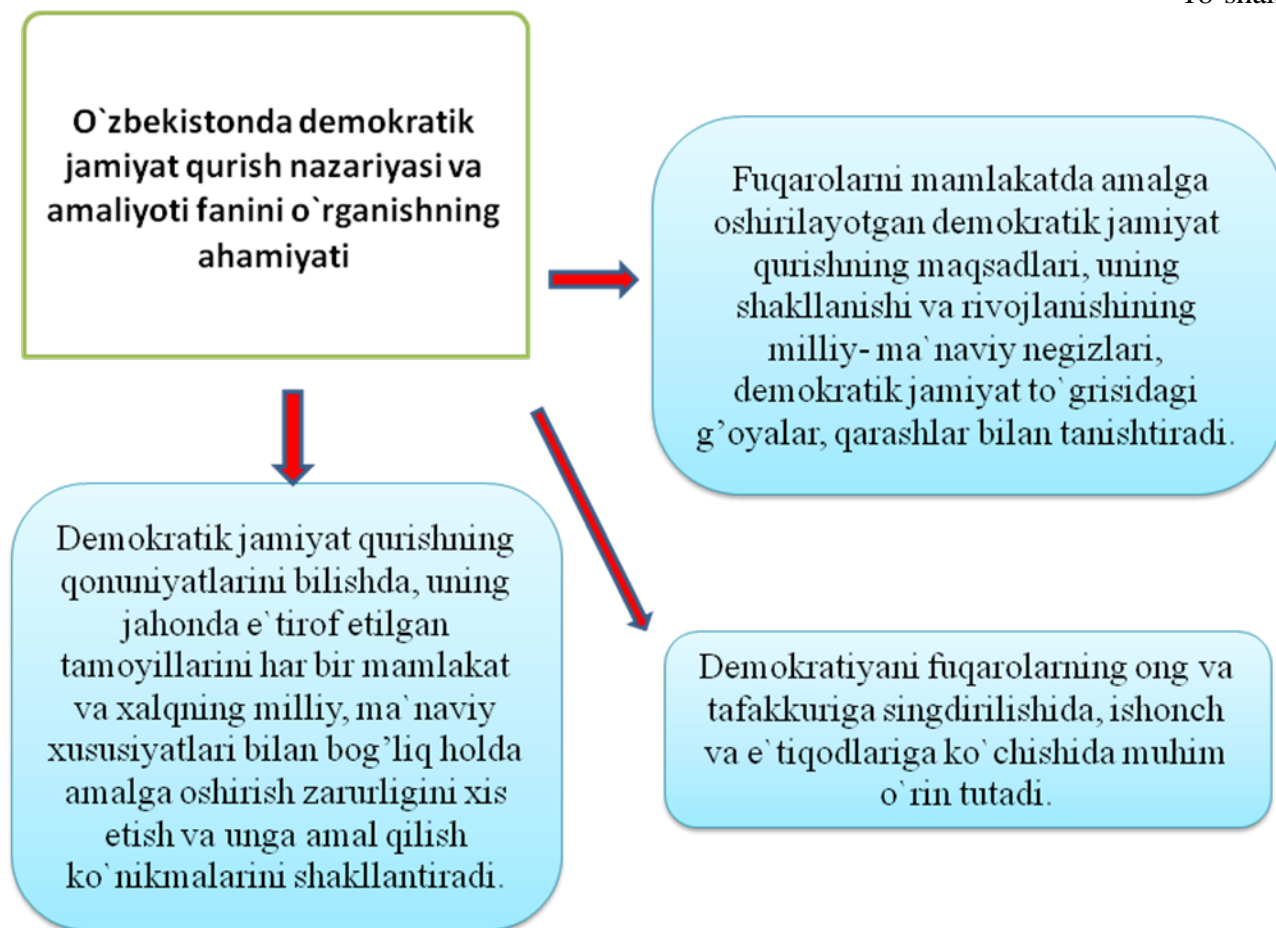 O`zbekistonda demokratik
jamiyat qurish nazariyasi va
amaliyoti fanini o`rganishning
ahamiyati
Fuqarolarni mamlakatda amalga
oshirilayotgan demokratik jamiyat
qurishning maqsadlari, uning
shakllanishi va rivojlanishining
milliy- ma`naviy negizlari,
demokratik jamiyat to`grisidagi
g’oyalar, qarashlar bilan tanishtiradi.
Demokratik jamiyat qurishning
qonuniyatlarini bilishda, uning
jahonda e`tirof etilgan
tamoyillarini har bir mamlakat
va xalqning milliy, ma`naviy
xususiyatlari bilan bog’liq holda
amalga oshirish zarurligini xis
etish va unga amal qilish
ko`nikmalarini shakllantiradi.
Demokratiyani fuqarolarning ong va
tafakkuriga singdirilishida, ishonch
va e`tiqodlariga ko`chishida muhim
o`rin tutadi.